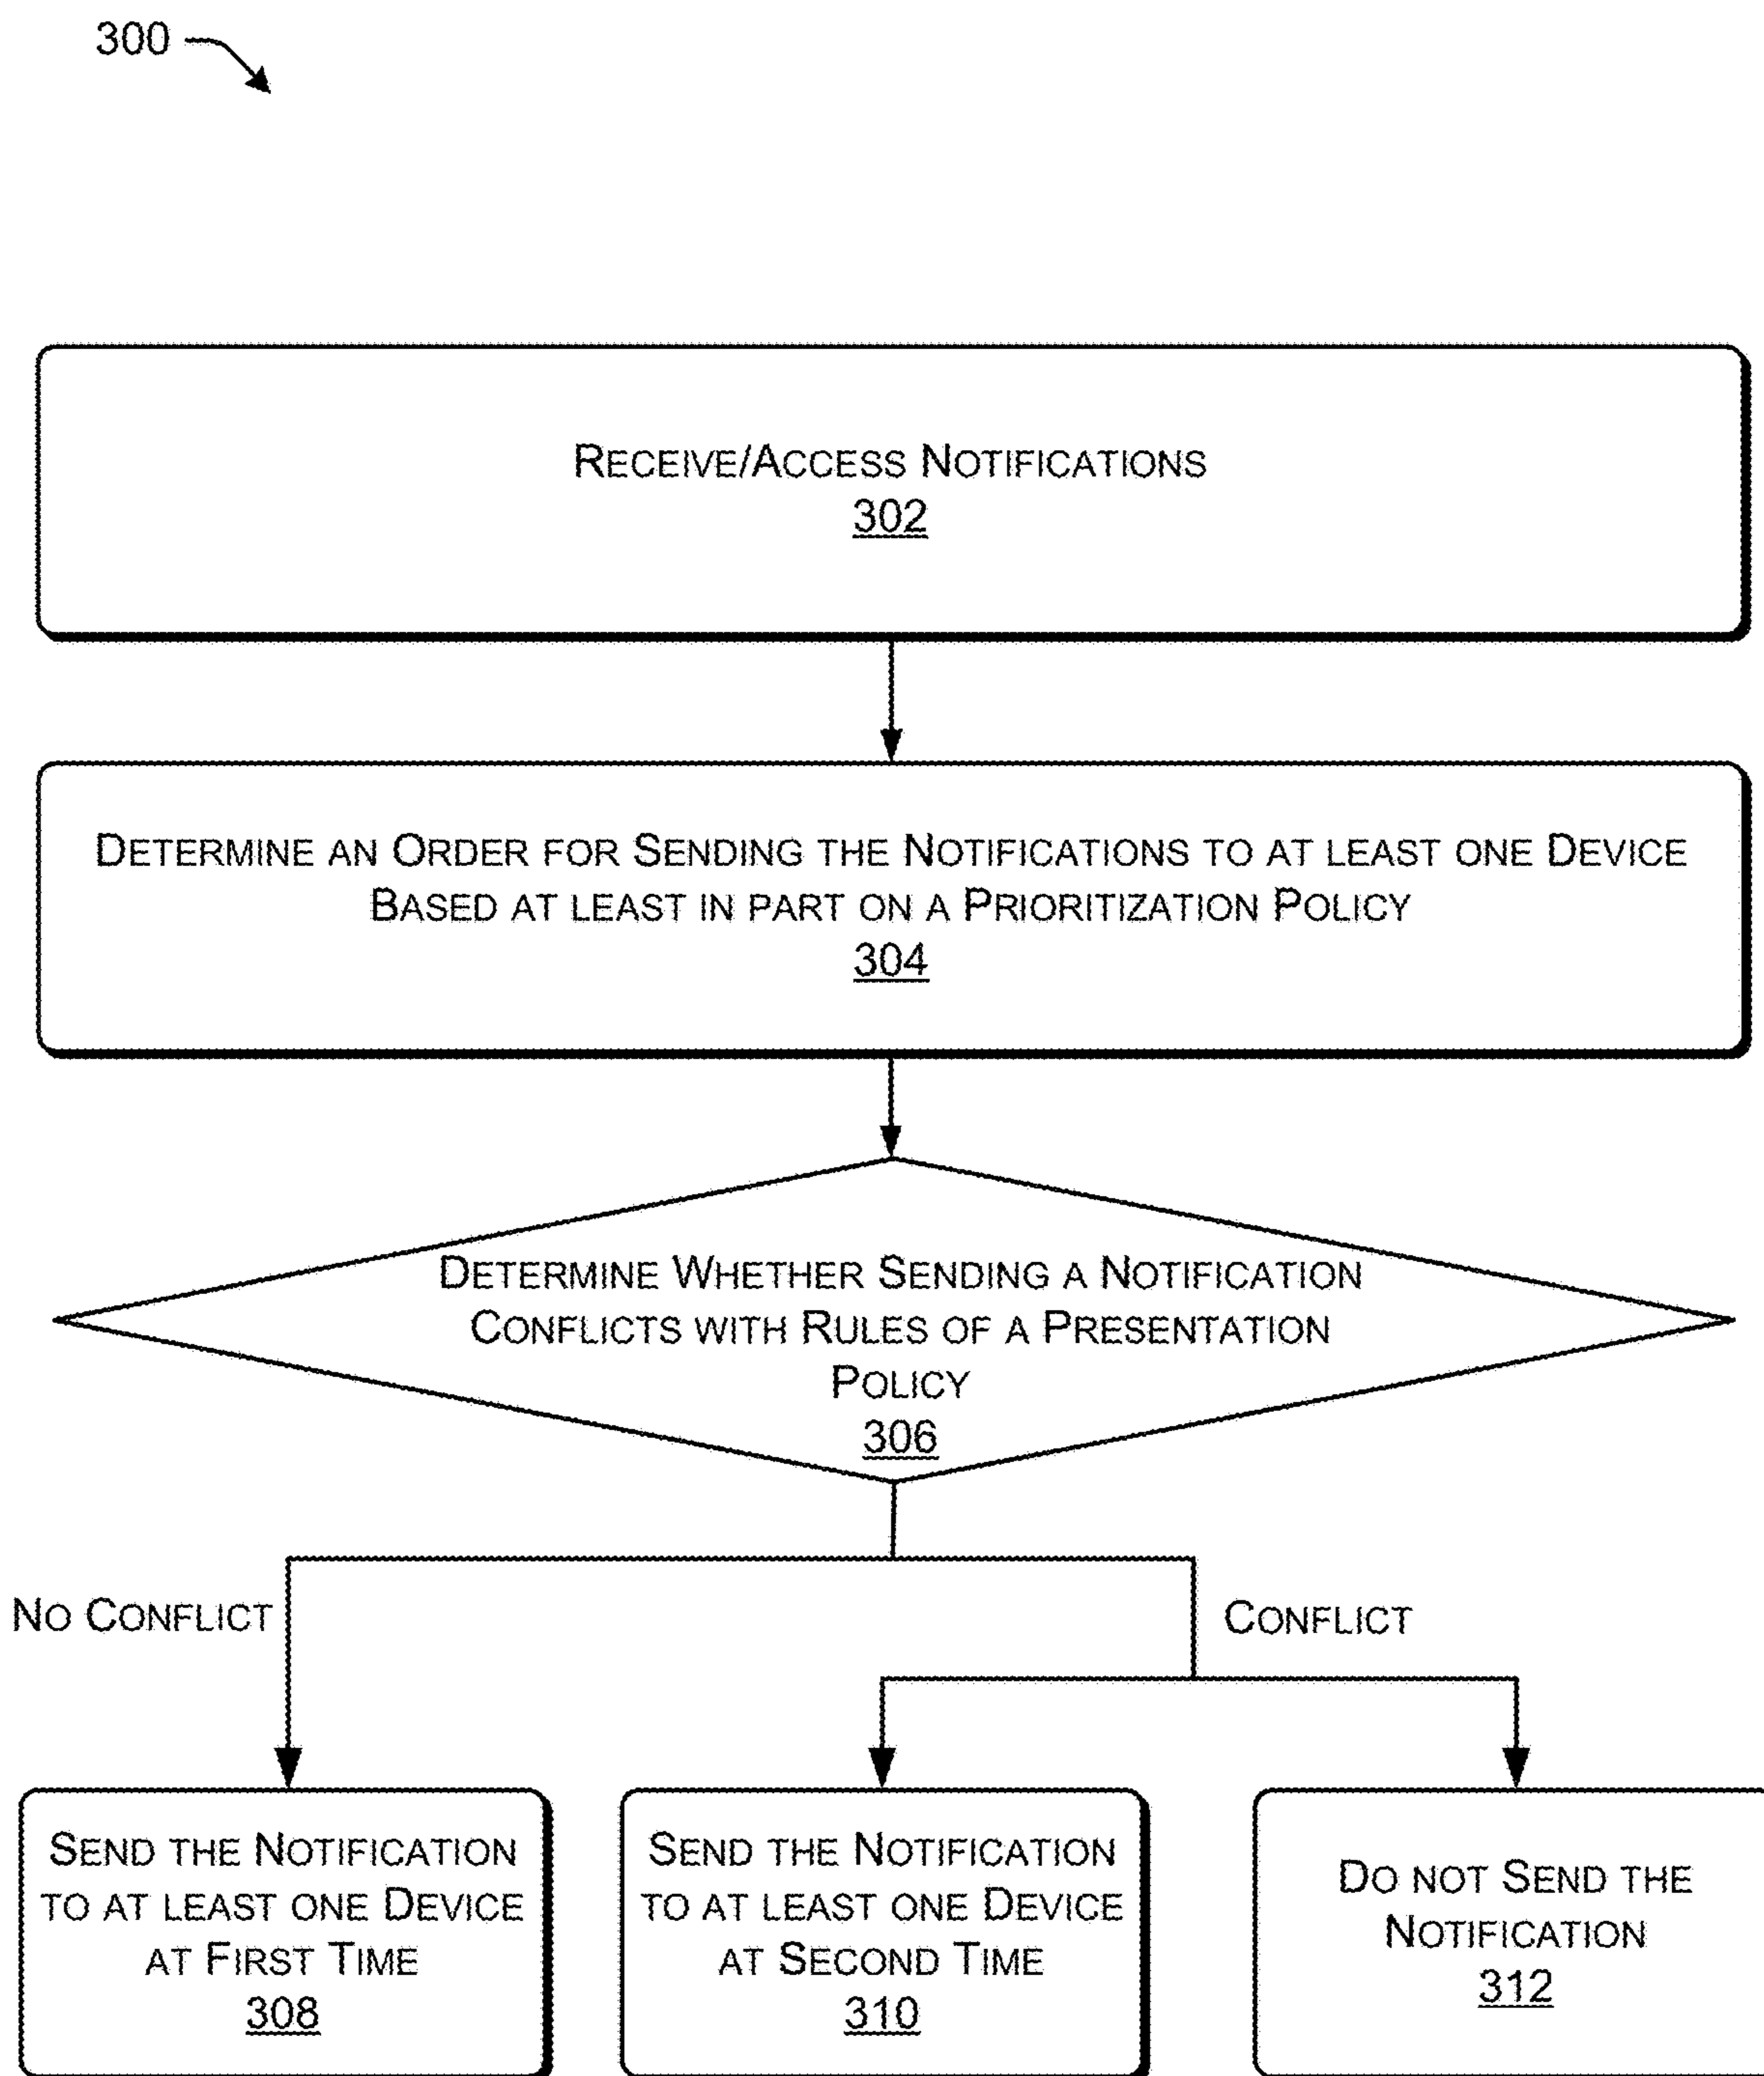 300
RECEIVE/ACCESS NOTIFICATIONS
302
DETERMINE AN ORDER FOR SENDING THE NOTIFICATIONS TO AT LEAST ONE DEVICE
BASED AT LEAST IN PART ON A PRIORITIZATION POLICY
304
DETERMINE WHETHER SENDING A NOTIFICATION
CONFLICTS WITH RULES OF A PRESENTATION
POLICY
306
NO CONFLICT
CONFLICT
SEND THE NOTIFICATION
TO AT LEAST ONE DEVICE
AT FIRST TIME
308
SEND THE NOTIFICATION
TO AT LEAST ONE DEVICE
AT SECOND TIME
310
DO NOT SEND THE
NOTIFICATION
312